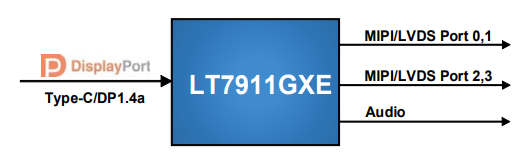 DisplayPort
Type-C/DP1.4a
LT7911GXE
MIPI/LVDS Port 0,1
MIPI/LVDS Port 2,3
Audio